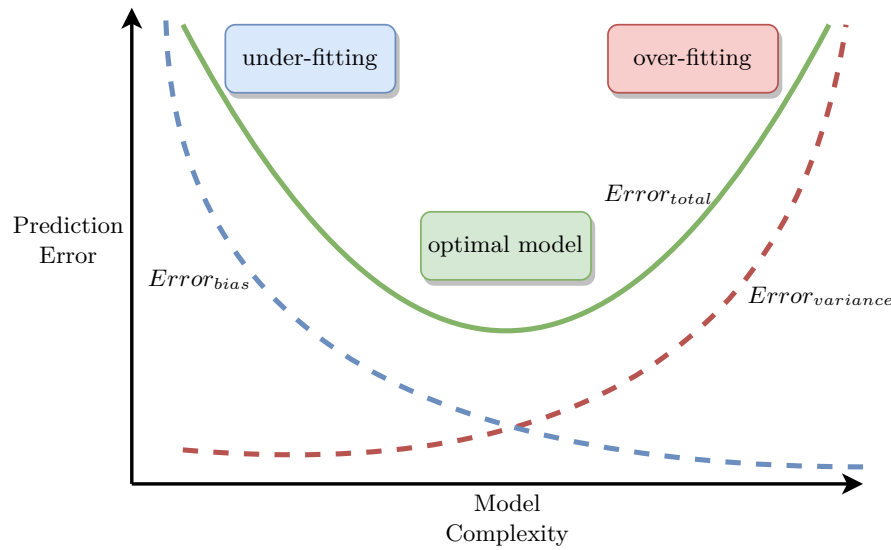 under-fitting
over-fitting
Error_total
optimal model
Prediction
Error
Error_bias
Error_variance
Model
Complexity